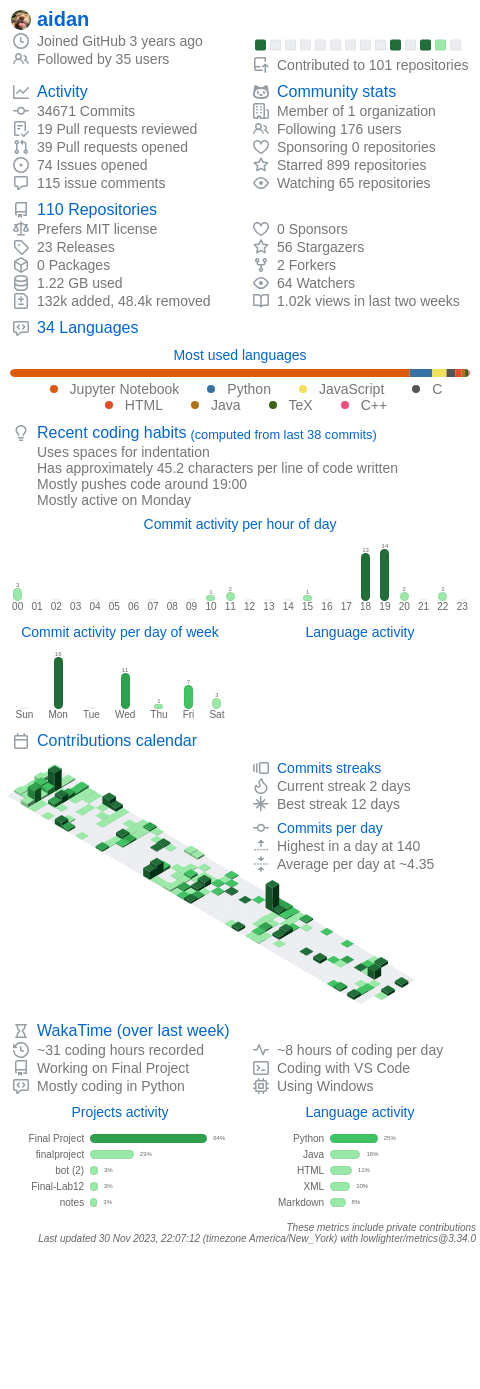 aidan
Joined GitHub 3 years ago
Followed by 35 users
Contributed to 101 repositories
Activity
34671 Commits
19 Pull requests reviewed
39 Pull requests opened
74 Issues opened
115 issue comments
Community stats
Member of 1 organization
Following 176 users
Sponsoring 0 repositories
Starred 899 repositories
Watching 65 repositories
110 Repositories
Prefers MIT license
23 Releases
0 Packages
1.22 GB used
132k added, 48.4k removed
0 Sponsors
56 Stargazers
2 Forkers
64 Watchers
1.02k views in last two weeks
34 Languages
Most used languages
Jupyter Notebook Python JavaScript C
HTML Java TeX C++
Recent coding habits (computed from last 38 commits)
Uses spaces for indentation
Has approximately 45.2 characters per line of code written
Mostly pushes code around 19:00
Mostly active on Monday
Commit activity per hour of day
3 1 2 1 13 14 2 2
00 01 02 03 04 05 06 07 08 09 10 11 12 13 14 15 16 17 18 19 20 21 22 23
Commit activity per day of week
16 11 1 7 3
Sun Mon Tue Wed Thu Fri Sat
Language activity
Contributions calendar
Commits streaks
Current streak 2 days
Best streak 12 days
Commits per day
Highest in a day at 140
Average per day at ~4.35
WakaTime (over last week)
~31 coding hours recorded
Working on Final Project
Mostly coding in Python
~8 hours of coding per day
Coding with VS Code
Using Windows
Projects activity
Final Project 64%
finalproject 23%
bot (2) 3%
Final-Lab12 3%
notes 3%
Language activity
Python 25%
Java 16%
HTML 11%
XML 10%
Markdown 8%
These metrics include private contributions
Last updated 30 Nov 2023, 22:07:12 (timezone America/New_York) with lowlighter/metrics@3.34.0